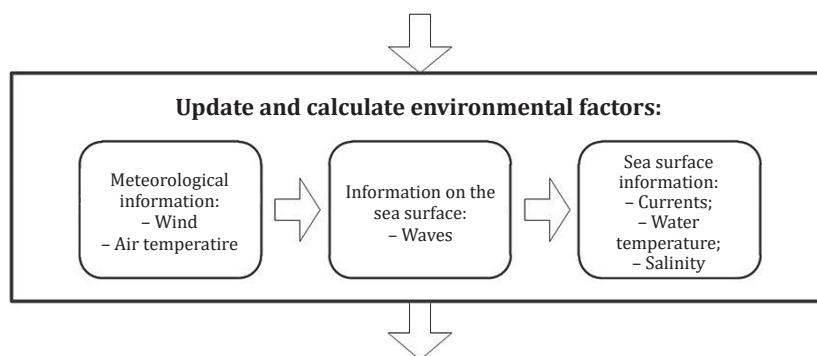 Update and calculate environmental factors:
Meteorological
information:
– Wind
– Air temperatire
Information on the
sea surface:
– Waves
Sea surface
information:
– Currents;
– Water
temperature;
– Salinity